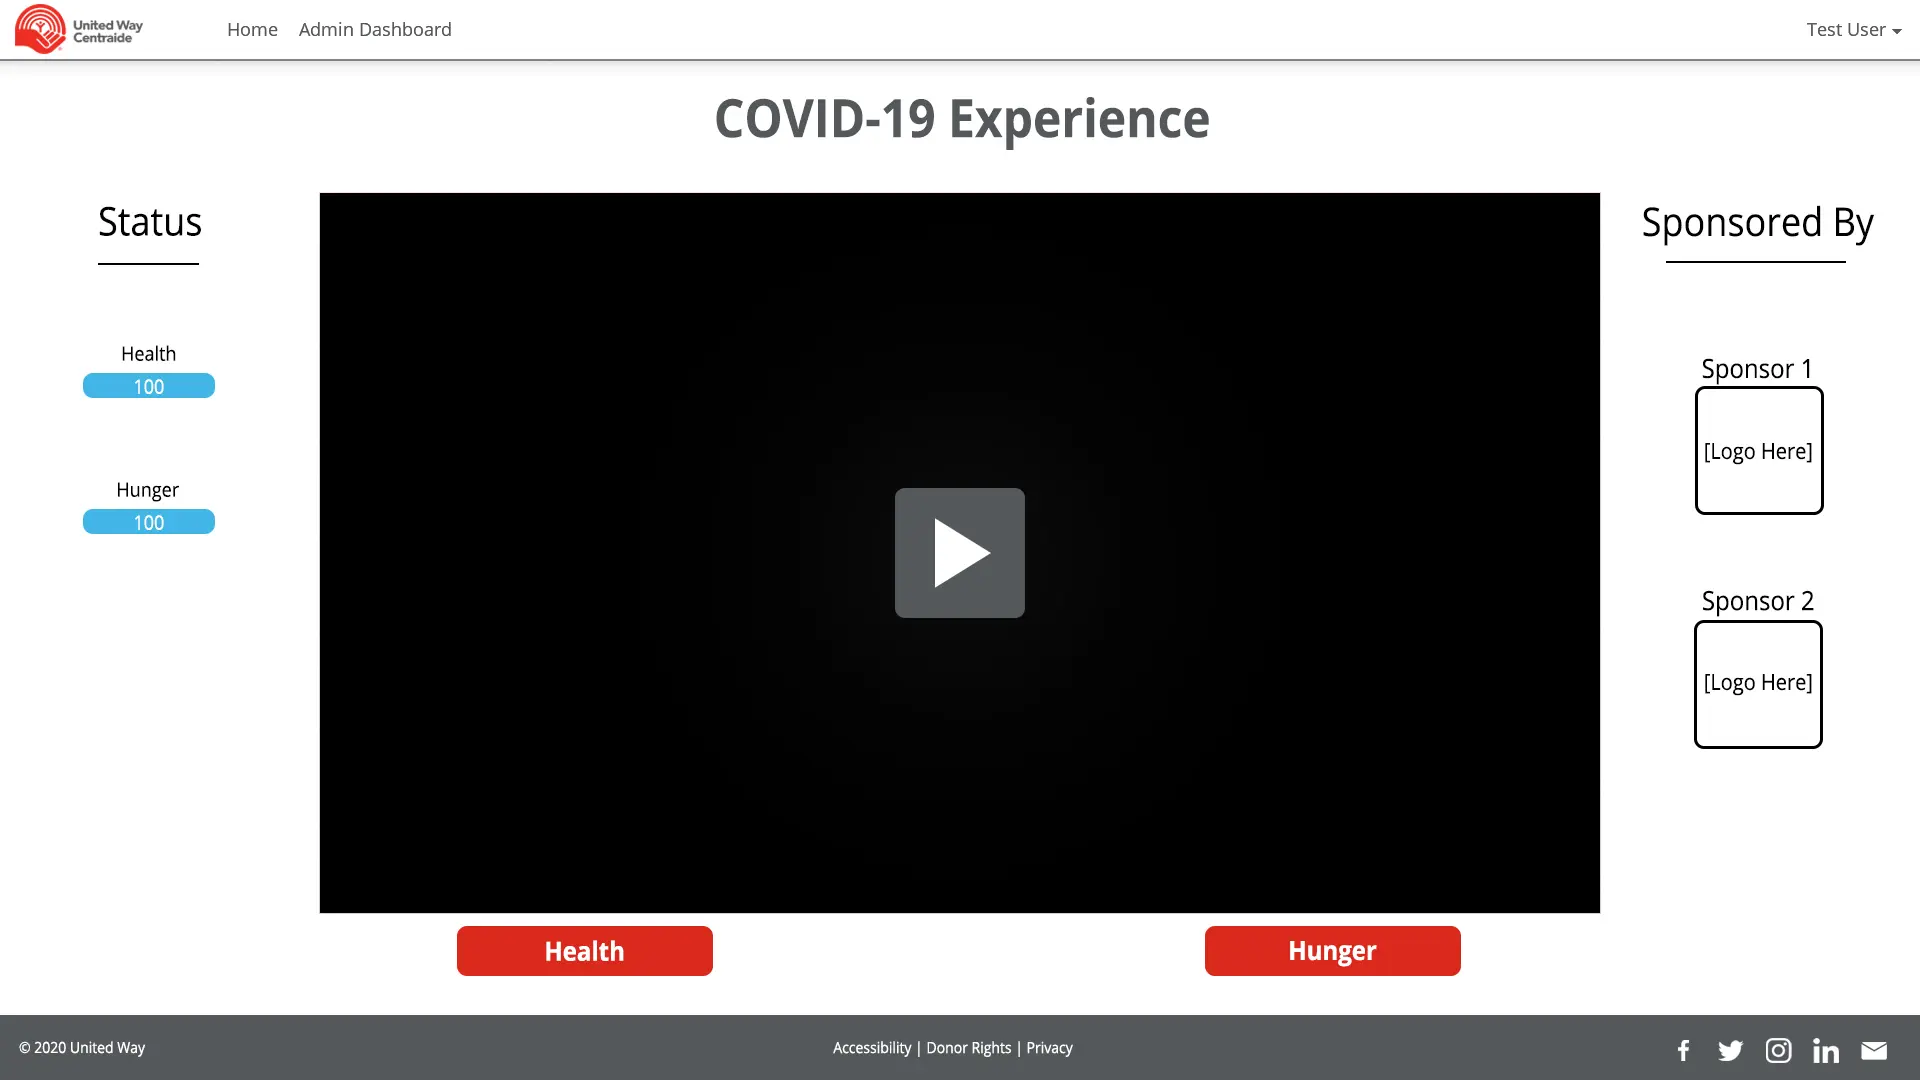 United Way
Centraide
Home
Admin Dashboard
Test User
COVID-19 Experience
Status
Health
100
Hunger
100
Sponsored By
Sponsor 1
[Logo Here]
Sponsor 2
[Logo Here]
Health
Hunger
© 2020 United Way
Accessibility | Donor Rights | Privacy